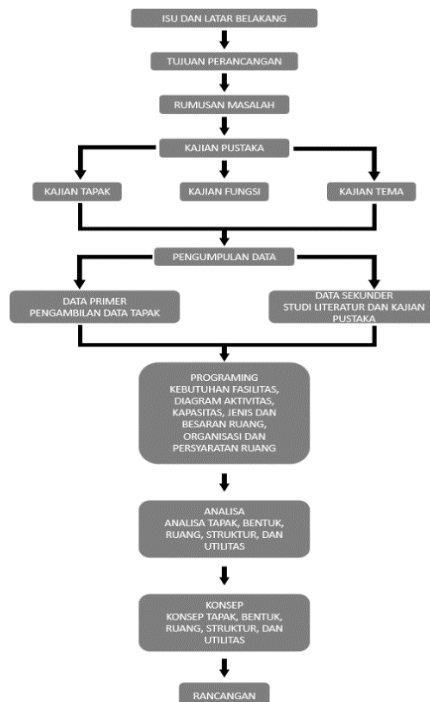 ISU DAN LATAR BELAKANG
TUJUAN PERANCANGAN
RUMUSAN MASALAH
KAJIAN PUSTAKA
KAJIAN TAPAK
KAJIAN FUNGSI
KAJIAN TEMA
PENGUMPULAN DATA
DATA PRIMER
PENGAMBILAN DATA TAPAK
DATA SEKUNDER
STUDI LITERATUR DAN KAJIAN
PUSTAKA
PROGRAMING
KEBUTUHAN FASILITAS,
DIAGRAM AKTIVITAS,
KAPASITAS, JENIS DAN
BESARAN RUANG,
ORGANISASI DAN
PERSYARATAN RUANG
ANALISA
ANALISA TAPAK, BENTUK,
RUANG, STRUKTUR, DAN
UTILITAS
KONSEP
KONSEP TAPAK, BENTUK,
RUANG, STRUKTUR, DAN
UTILITAS
RANCANGAN